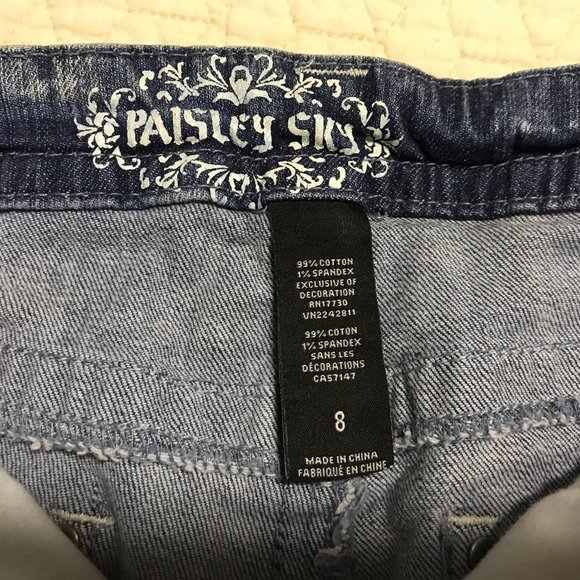 PAISLEY SKY
99% COTTON
1% SPANDEX
EXCLUSIVE OF
DECORATION
RN17730
VN2242811
99% COTON
1% SPANDEX
SANS LES
DÉCORATIONS
CA57147
8
MADE IN CHINA
FABRIQUÉ EN CHINE